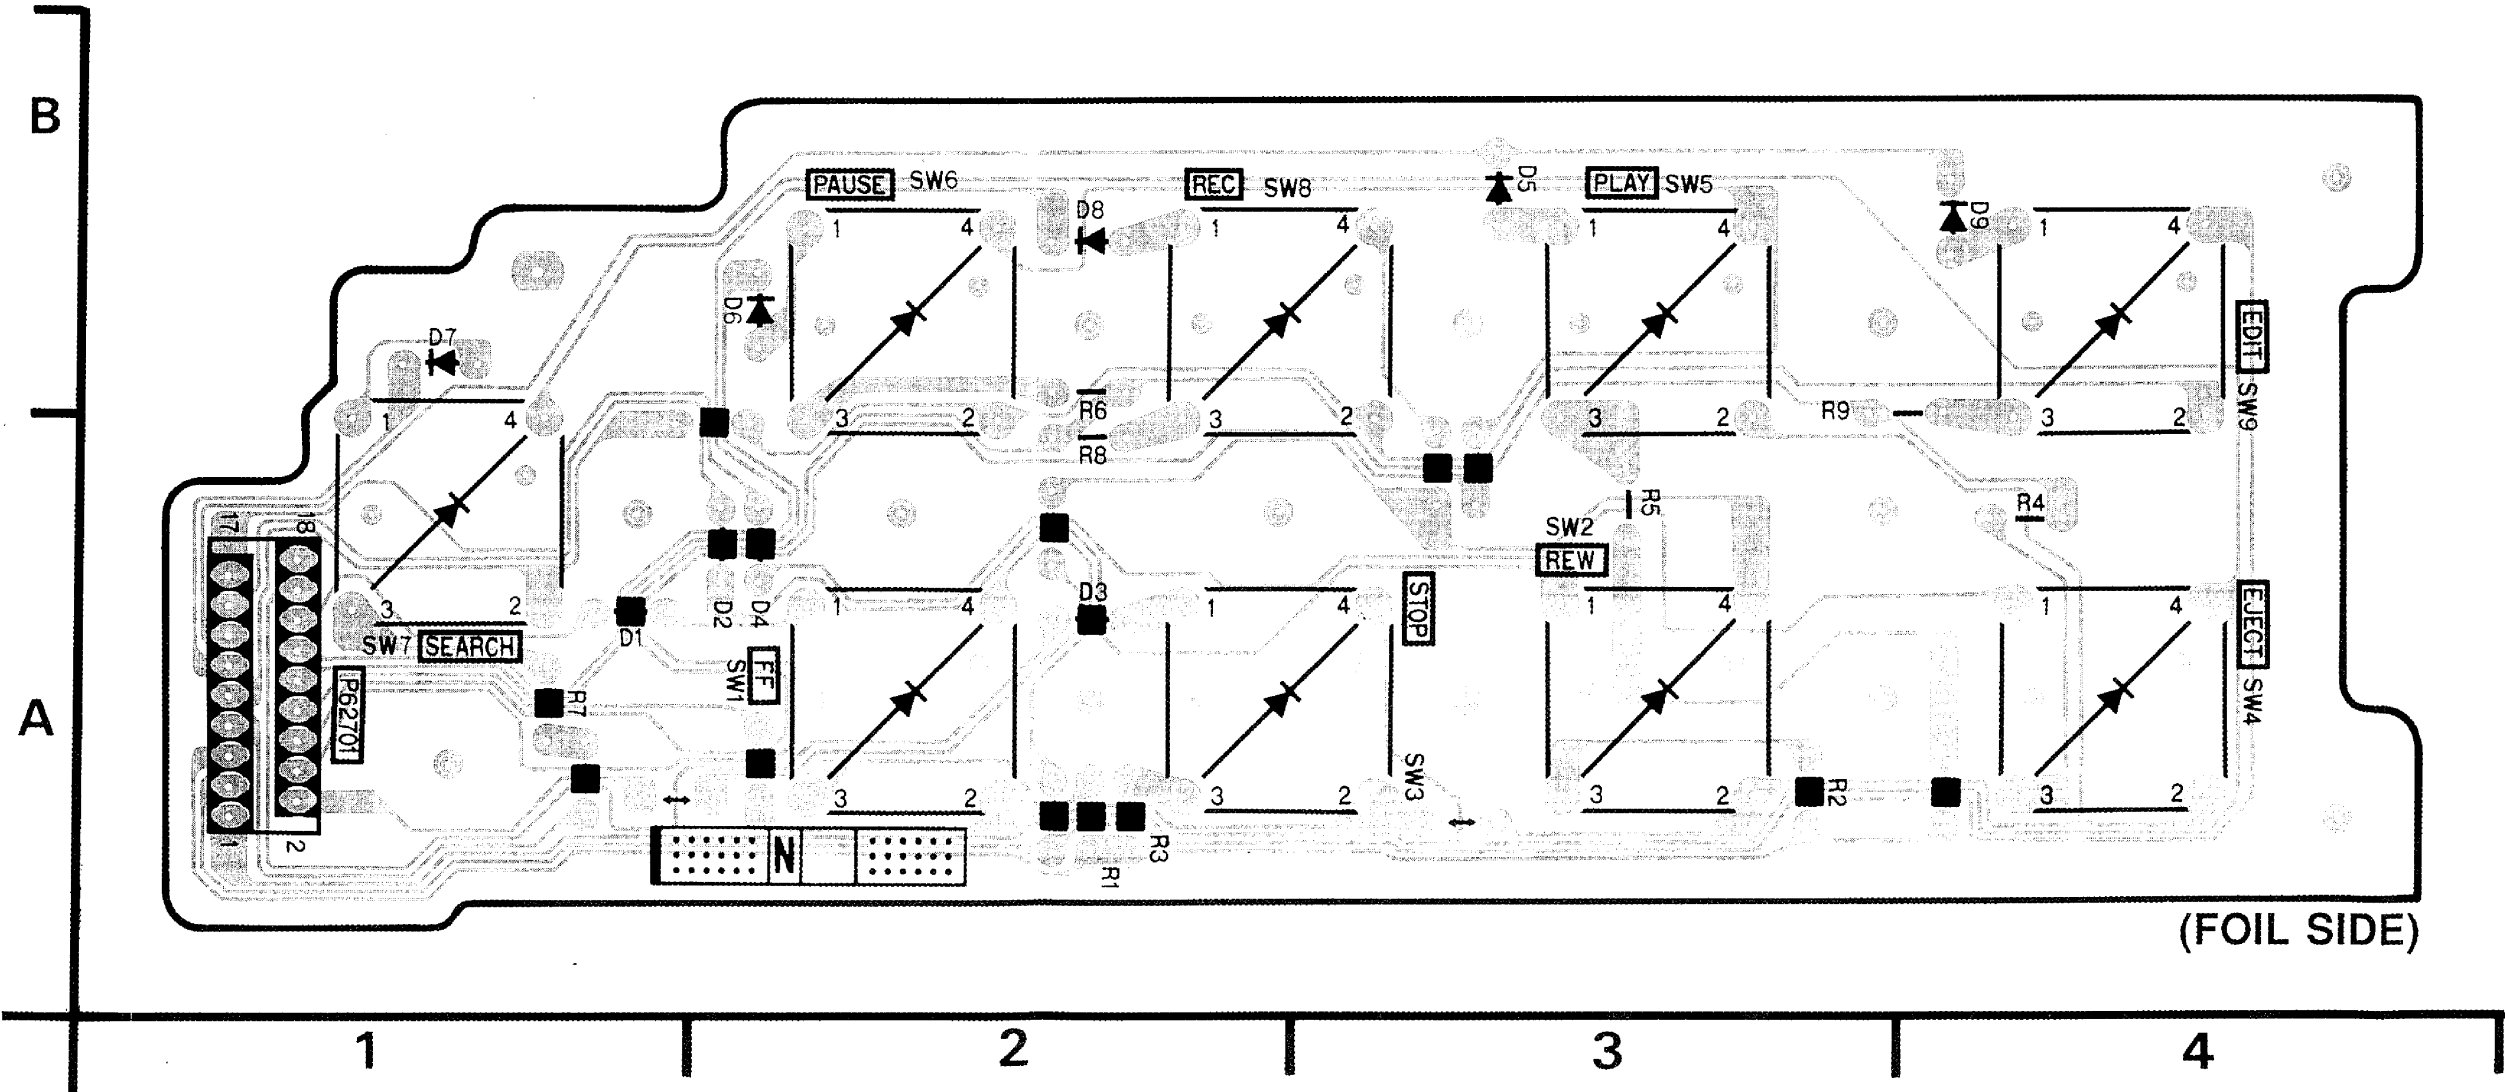 B
PAUSE SW6
REC SW8
D5
PLAY SW5
D8
D9
1 4
1 4
1 4
1 4
D6
D7
EDIT SW9
1 4
3 2
R6
R8
3 2
3 2
R9
3 2
17 18
R5
R4
SW2
REW
3 2
SW7 SEARCH
D1
D2
D4
D3
1 4
1 4
STOP
1 4
1 4
EJECT SW4
P62701
R7
FF
SW1
A
SW3
3 2
3 2
3 2
R2
3 2
1 2
N
R3
R1
(FOIL SIDE)
1 2 3 4